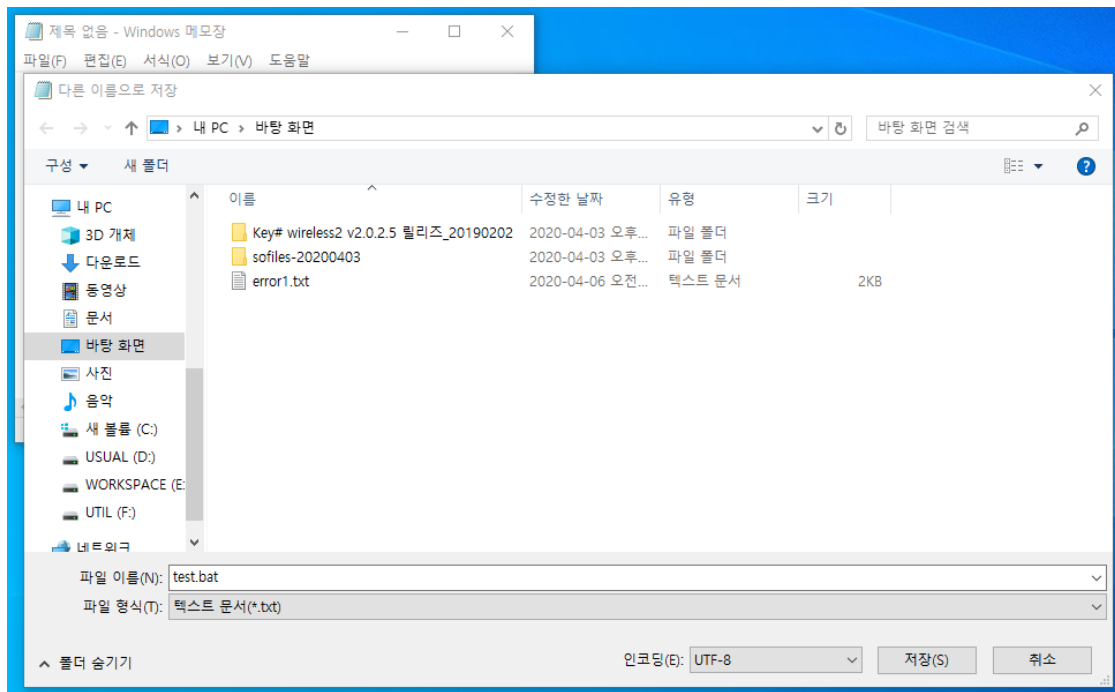 제목 없음 - Windows 메모장
파일(F) 편집(E) 서식(O) 보기(V) 도움말
다른 이름으로 저장
내 PC > 바탕 화면
바탕 화면 검색
구성 새 폴더
이름 수정한 날짜 유형 크기
Key# wireless2 v2.0.2.5 릴리즈_20190202 2020-04-03 오후... 파일 폴더
sofiles-20200403 2020-04-03 오후... 파일 폴더
error1.txt 2020-04-06 오전... 텍스트 문서 2KB
내 PC
3D 개체
다운로드
동영상
문서
바탕 화면
사진
음악
새 볼륨 (C:)
USUAL (D:)
WORKSPACE (E:
UTIL (F:)
네트워크
파일 이름(N): test.bat
파일 형식(T): 텍스트 문서(*.txt)
폴더 숨기기
인코딩(E): UTF-8
저장(S)
취소